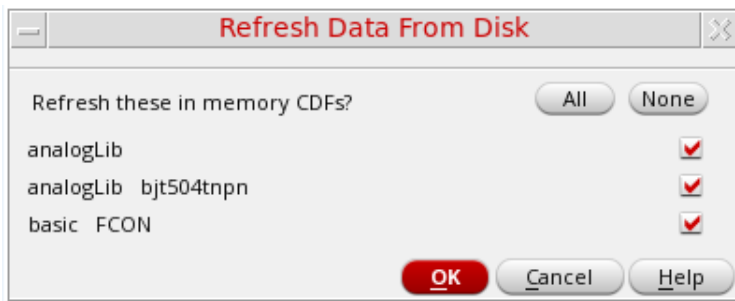 Refresh Data From Disk
Refresh these in memory CDFs? All None
analogLib
analogLib bjt504tnpn
basic FCON
OK Cancel Help